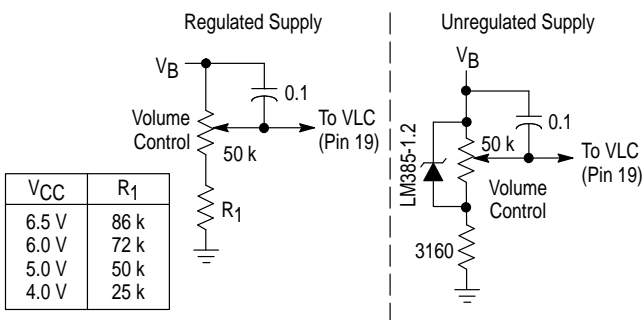 Regulated Supply
VB
0.1
Volume
Control
50 k
To VLC
(Pin 19)
R1
VCC R1
6.5 V 86 k
6.0 V 72 k
5.0 V 50 k
4.0 V 25 k
Unregulated Supply
VB
0.1
LM385-1.2
50 k
To VLC
(Pin 19)
Volume
Control
3160